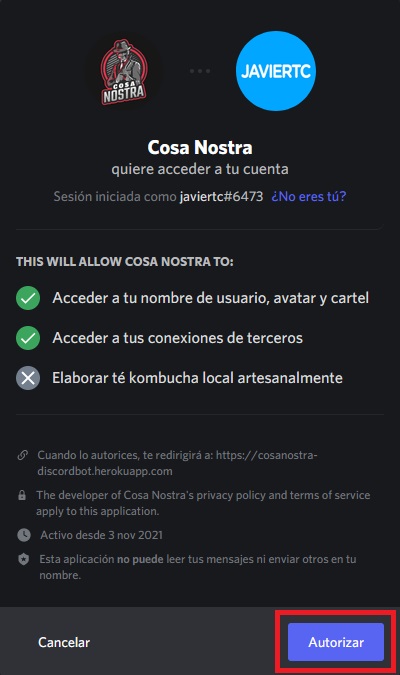 COSA
NOSTRA
JAVIERTC
Cosa Nostra
quiere acceder a tu cuenta
Sesión iniciada como javiertc#6473 ¿No eres tú?
THIS WILL ALLOW COSA NOSTRA TO:
Acceder a tu nombre de usuario, avatar y cartel
Acceder a tus conexiones de terceros
Elaborar té kombucha local artesanalmente
Cuando lo autorices, te redirigirá a: https://cosanostra-
discordbot.herokuapp.com
The developer of Cosa Nostra's privacy policy and terms of service
apply to this application.
Activo desde 3 nov 2021
Esta aplicación no puede leer tus mensajes ni enviar otros en tu
nombre.
Cancelar
Autorizar